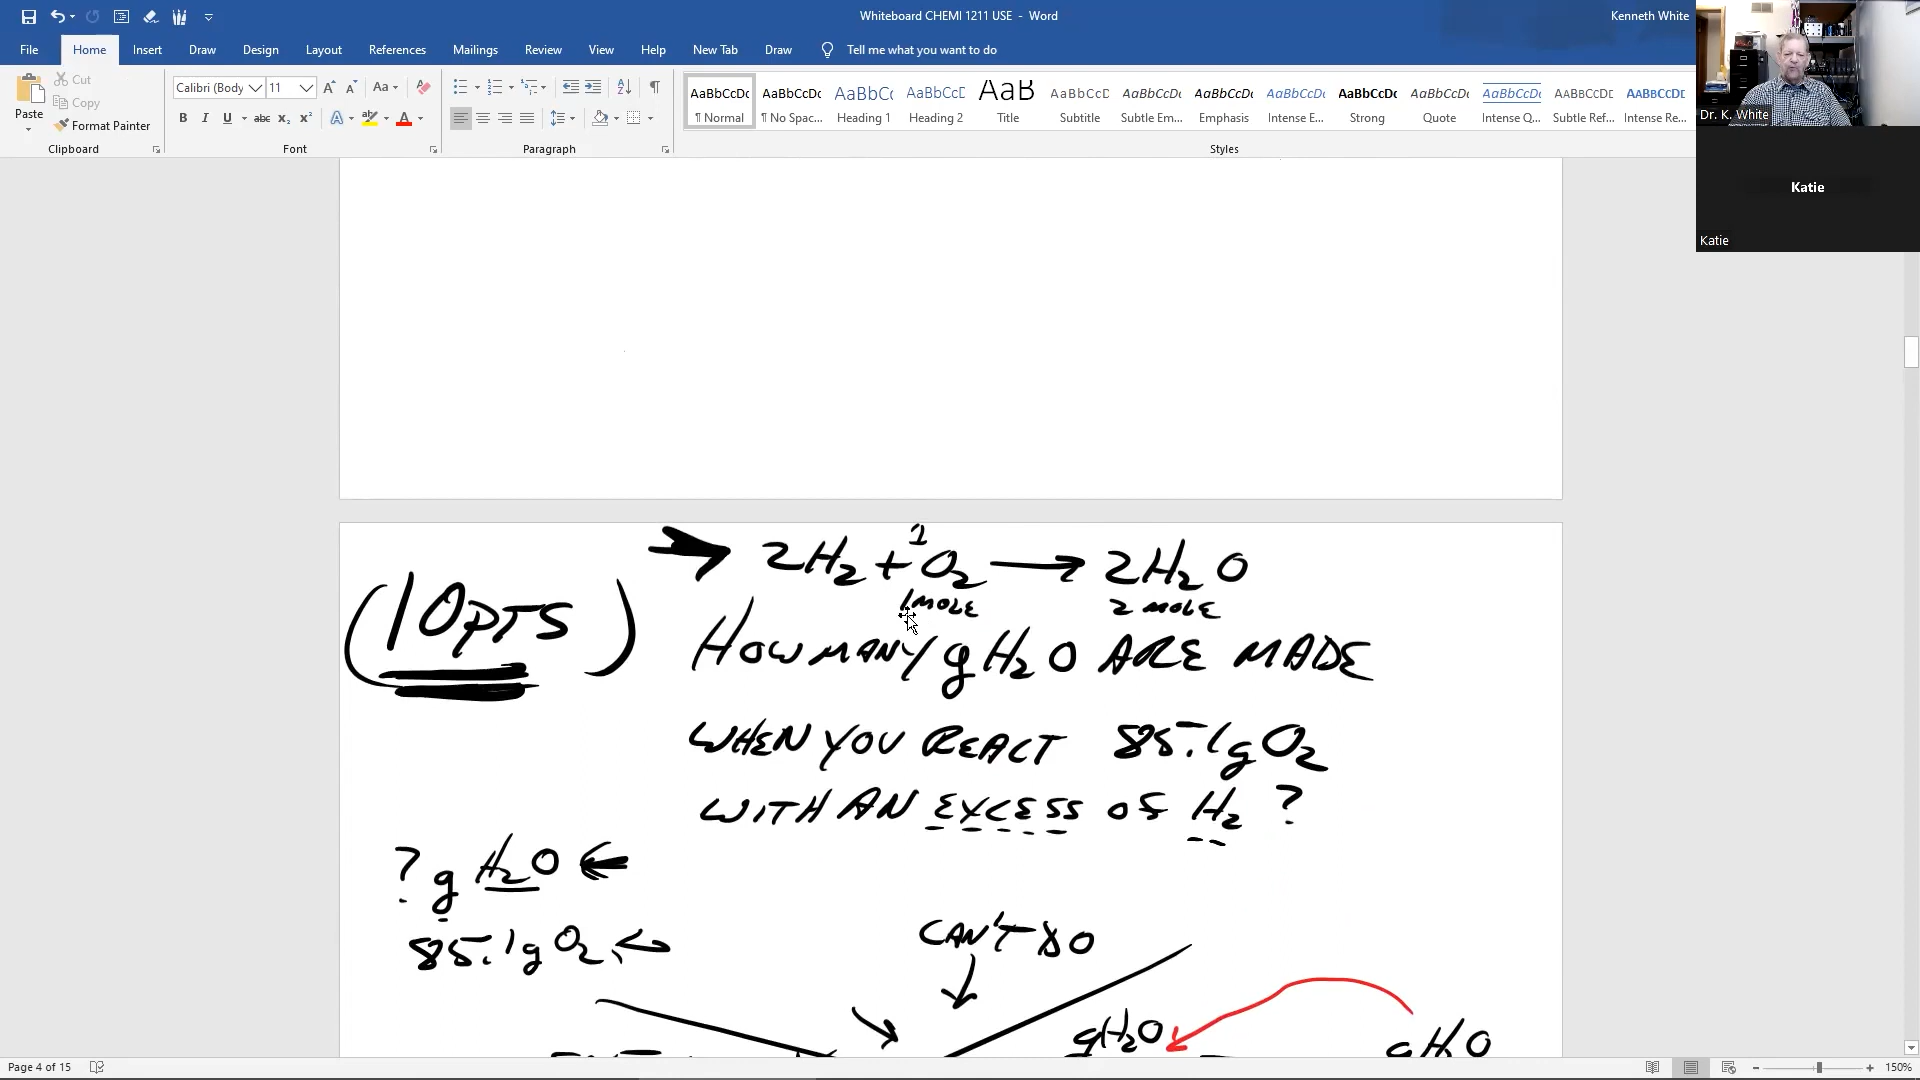 Whiteboard CHEMI 1211 USE - Word
Kenneth White
File Home Insert Draw Design Layout References Mailings Review View Help New Tab Draw Tell me what you want to do
Paste
Cut
Copy
Format Painter
Clipboard
Calibri (Body 11
Font
Paragraph
AaBbCcDc AaBbCcDc AaBbCc AaBbCcD AaB AaBbCcD AaBbCcDc AaBbCcDc AaBbCcDc AaBbCcDc AaBbCcDc AaBbCcDc AABBCCDE AABBCCDE
¶ Normal ¶ No Spac... Heading 1 Heading 2 Title Subtitle Subtle Em... Emphasis Intense E... Strong Quote Intense Q... Subtle Ref... Intense Re...
Styles
Dr. K. White
Katie
Katie
1
2H2 + O2 → 2H2O
1 MOLE 2 MOLE
(10 PTS)
HOW MANY g H2O ARE MADE
WHEN YOU REACT 85.1g O2
WITH AN EXCESS OF H2 ?
? g H2O ←
85.1g O2 ←
CAN'T DO
gH2O
gH2O
Page 4 of 15
150%